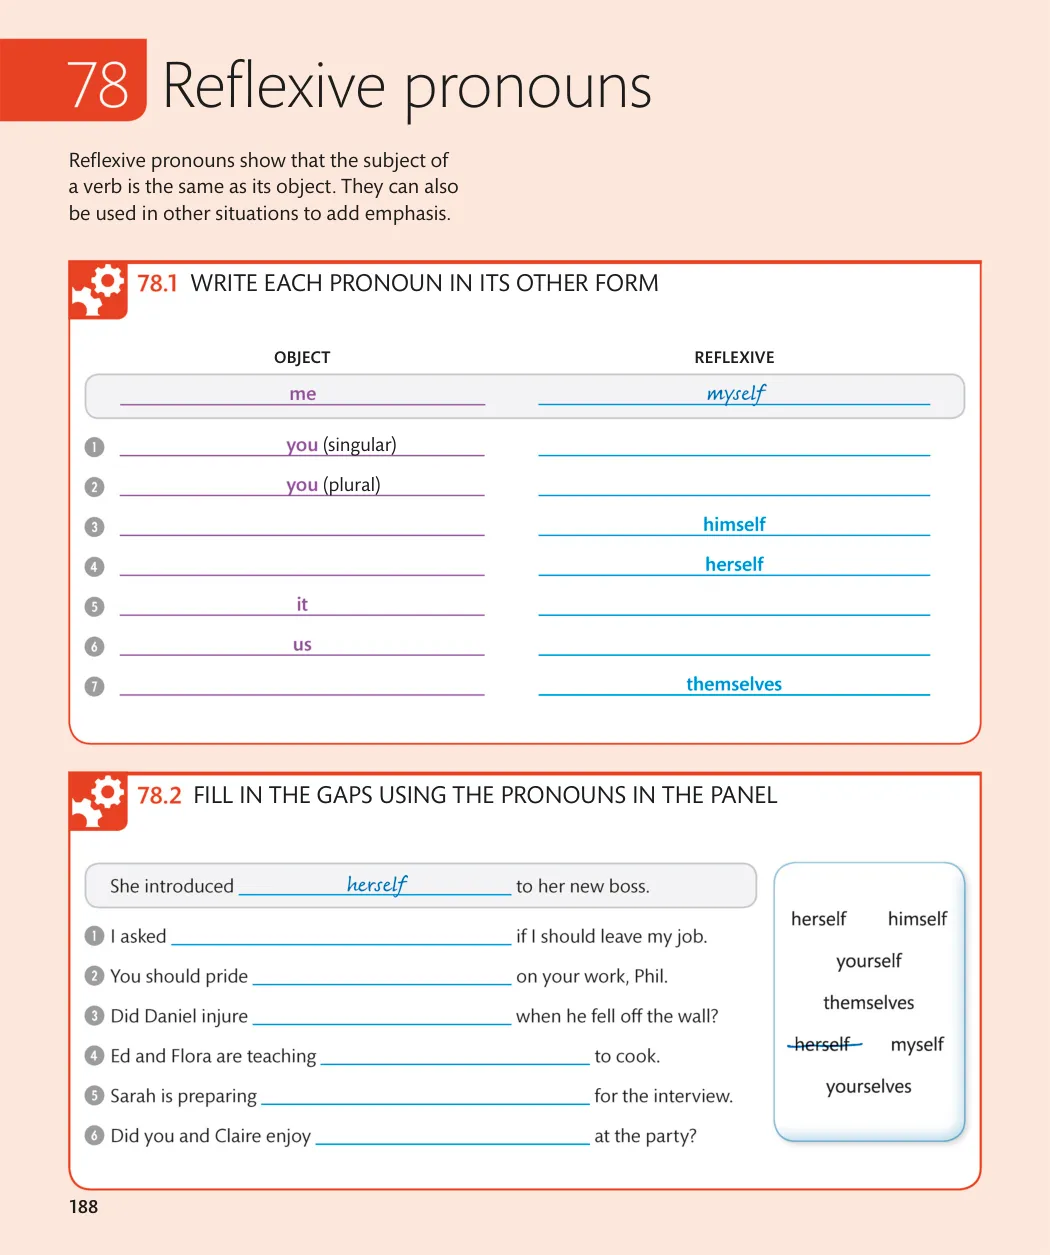 78 Reflexive pronouns
Reflexive pronouns show that the subject of
a verb is the same as its object. They can also
be used in other situations to add emphasis.
78.1 WRITE EACH PRONOUN IN ITS OTHER FORM
OBJECT REFLEXIVE
me myself
1 you (singular)
2 you (plural)
3 himself
4 herself
5 it
6 us
7 themselves
78.2 FILL IN THE GAPS USING THE PRONOUNS IN THE PANEL
She introduced herself to her new boss.
1 I asked if I should leave my job.
2 You should pride on your work, Phil.
3 Did Daniel injure when he fell off the wall?
4 Ed and Flora are teaching to cook.
5 Sarah is preparing for the interview.
6 Did you and Claire enjoy at the party?
herself himself
yourself
themselves
herself myself
yourselves
188